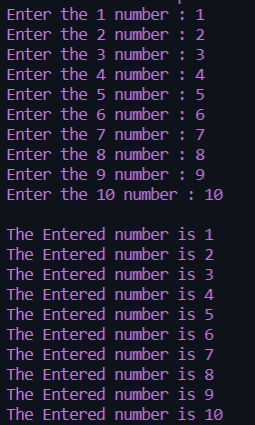 Enter the 1 number : 1
Enter the 2 number : 2
Enter the 3 number : 3
Enter the 4 number : 4
Enter the 5 number : 5
Enter the 6 number : 6
Enter the 7 number : 7
Enter the 8 number : 8
Enter the 9 number : 9
Enter the 10 number : 10
The Entered number is 1
The Entered number is 2
The Entered number is 3
The Entered number is 4
The Entered number is 5
The Entered number is 6
The Entered number is 7
The Entered number is 8
The Entered number is 9
The Entered number is 10